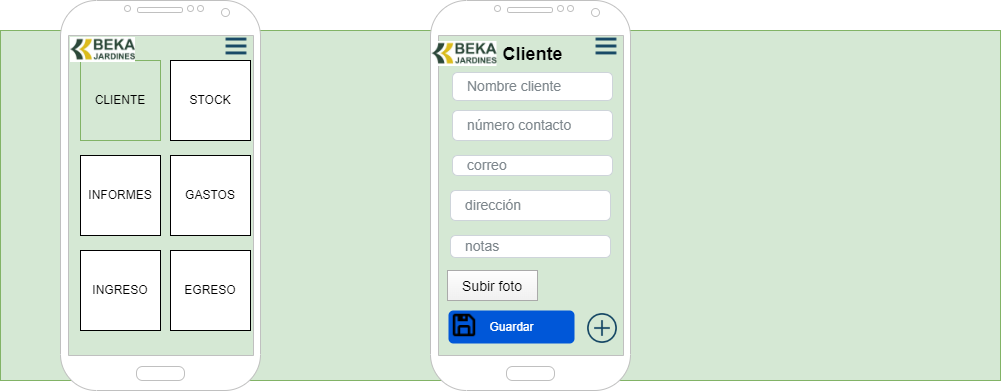 BEKA
JARDINES
CLIENTE
STOCK
INFORMES
GASTOS
INGRESO
EGRESO
BEKA
JARDINES
Cliente
Nombre cliente
número contacto
correo
dirección
notas
Subir foto
Guardar